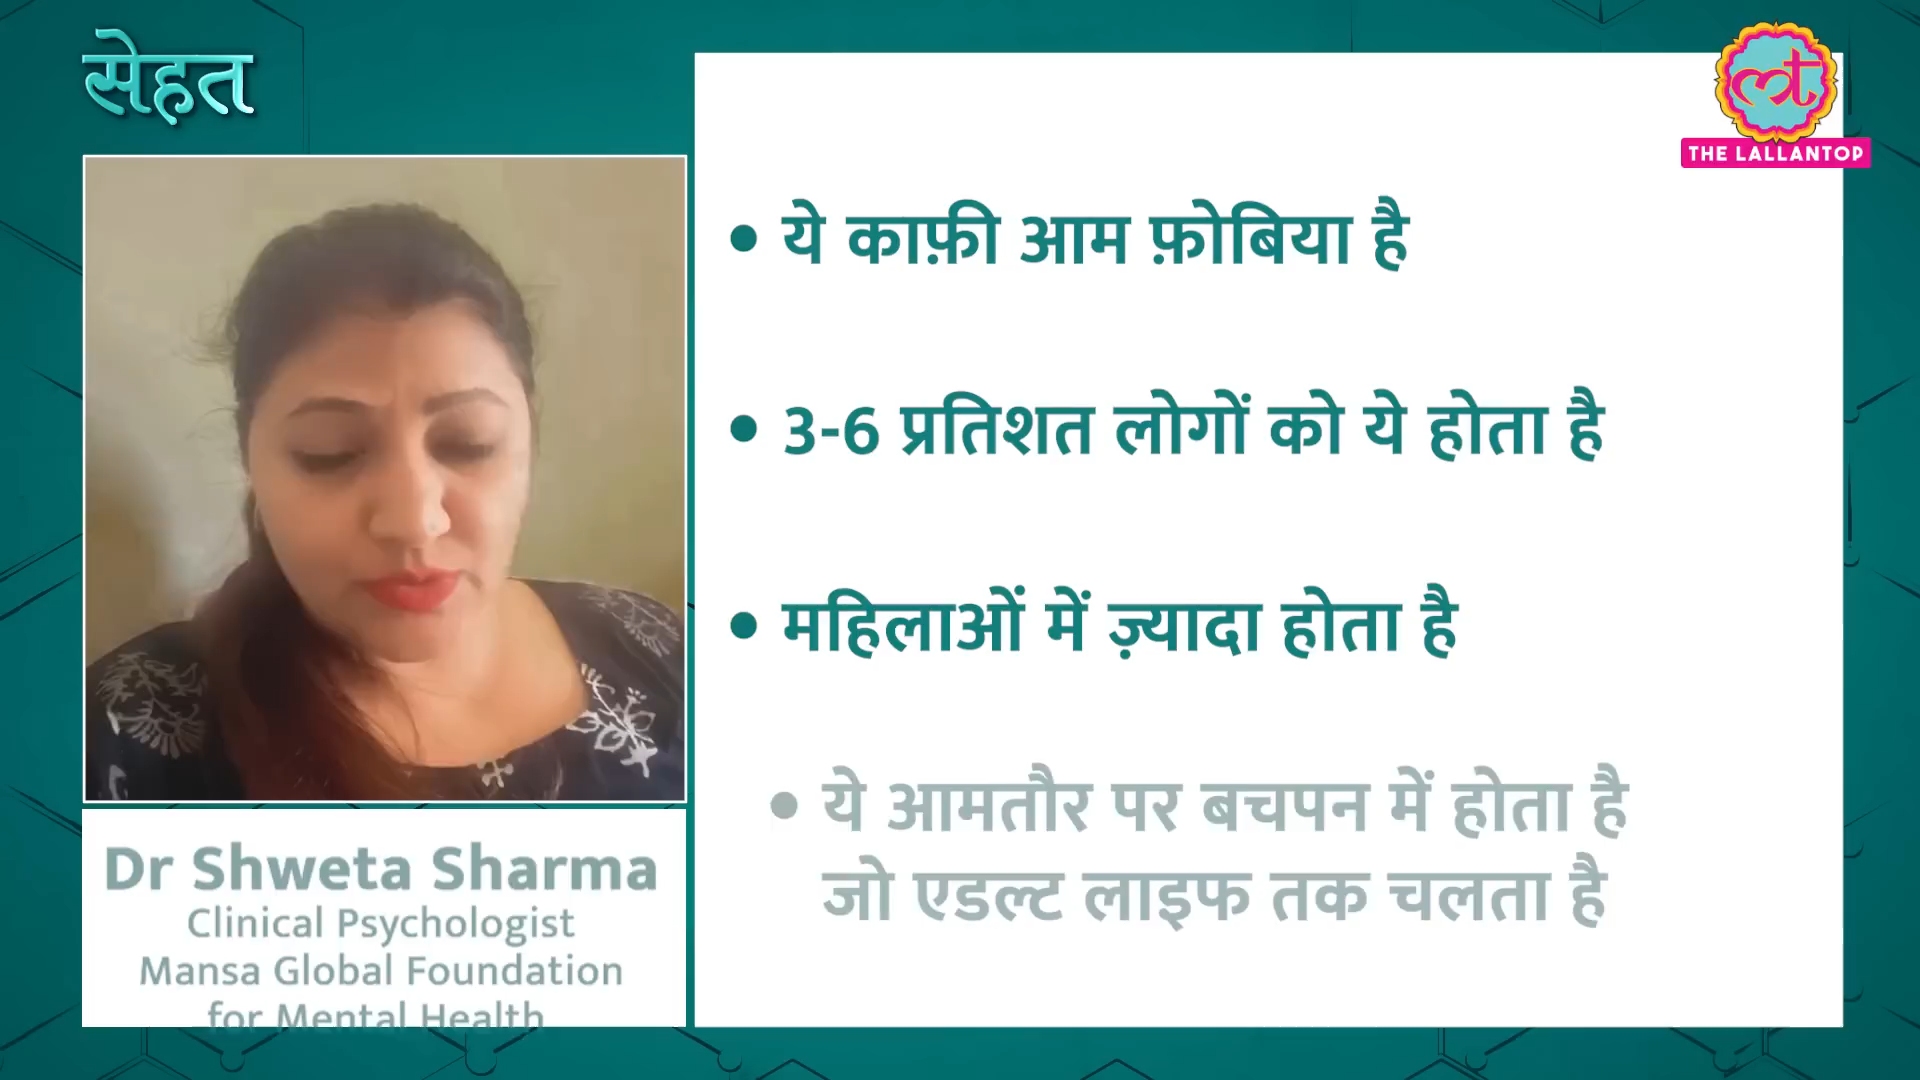 सेहत
THE LALLANTOP
• ये काफ़ी आम फ़ोबिया है
• 3-6 प्रतिशत लोगों को ये होता है
• महिलाओं में ज़्यादा होता है
• ये आमतौर पर बचपन में होता है
जो एडल्ट लाइफ तक चलता है
Dr Shweta Sharma
Clinical Psychologist
Mansa Global Foundation
for Mental Health